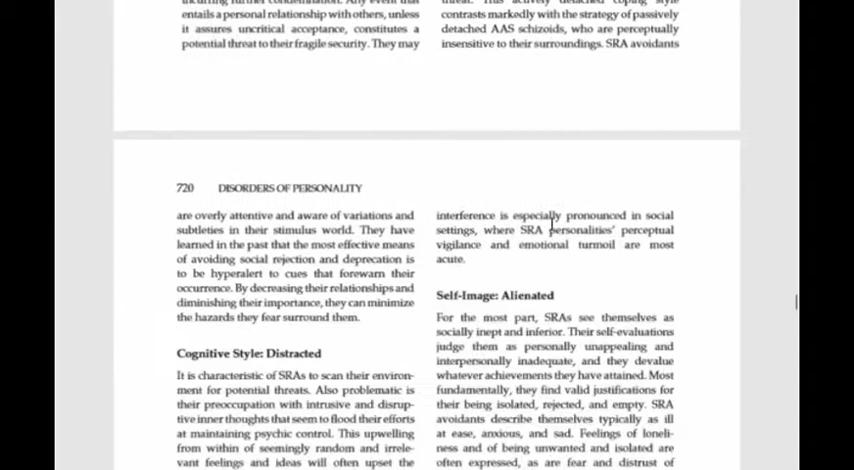 incurring further condemnation. Any event that
entails a personal relationship with others, unless
it assures uncritical acceptance, constitutes a
potential threat to their fragile security. They may
threat. This actively detached coping style
contrasts markedly with the strategy of passively
detached AAS schizoids, who are perceptually
insensitive to their surroundings. SRA avoidants
720 DISORDERS OF PERSONALITY
are overly attentive and aware of variations and
subtleties in their stimulus world. They have
learned in the past that the most effective means
of avoiding social rejection and deprecation is
to be hyperalert to cues that forewarn their
occurrence. By decreasing their relationships and
diminishing their importance, they can minimize
the hazards they fear surround them.
Cognitive Style: Distracted
It is characteristic of SRAs to scan their environ-
ment for potential threats. Also problematic is
their preoccupation with intrusive and disrup-
tive inner thoughts that seem to flood their efforts
at maintaining psychic control. This upwelling
from within of seemingly random and irrele-
vant feelings and ideas will often upset the
interference is especially pronounced in social
settings, where SRA personalities' perceptual
vigilance and emotional turmoil are most
acute.
Self-Image: Alienated
For the most part, SRAs see themselves as
socially inept and inferior. Their self-evaluations
judge them as personally unappealing and
interpersonally inadequate, and they devalue
whatever achievements they have attained. Most
fundamentally, they find valid justifications for
their being isolated, rejected, and empty. SRA
avoidants describe themselves typically as ill
at ease, anxious, and sad. Feelings of loneli-
ness and of being unwanted and isolated are
often expressed, as are fear and distrust of